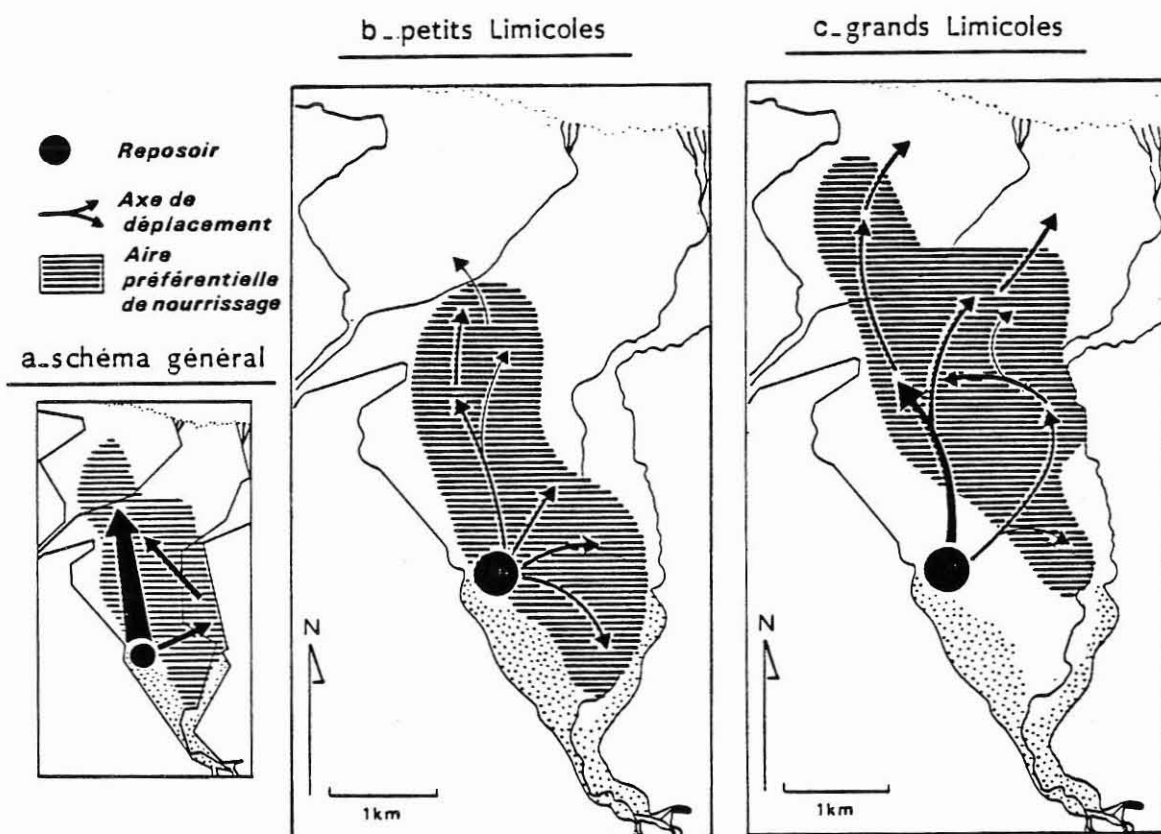 b_petits Limicoles
c_grands Limicoles
Reposoir
Axe de
déplacement
Aire
préférentielle
de nourrissage
a_schéma général
N
1km
N
1km